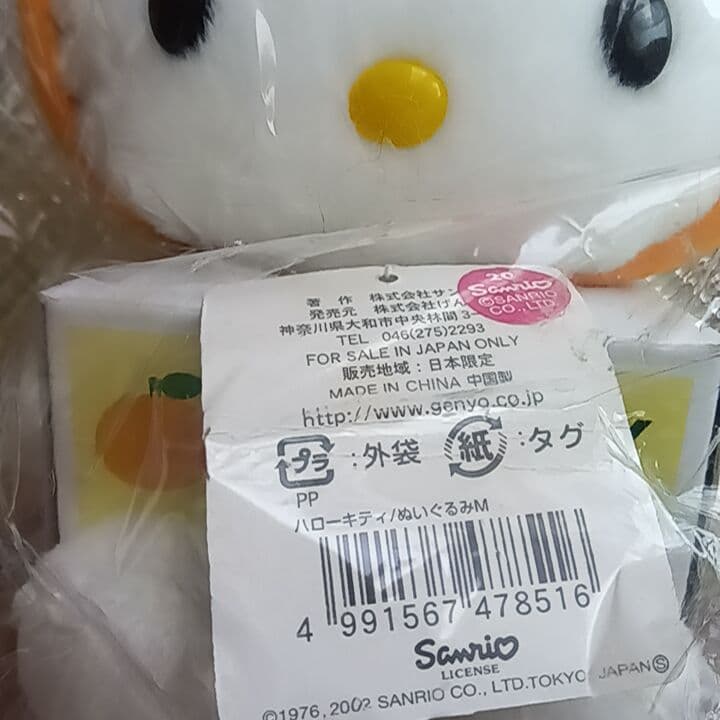 著 作 株式会社サン
発売元 株式会社げん
神奈川県大和市中央林間3-
TEL 046(275)2293
FOR SALE IN JAPAN ONLY
販売地域：日本限定
MADE IN CHINA 中国製
http://www.genyo.co.jp
プラ :外袋 紙 :タグ
PP
ハローキティ/ぬいぐるみM
4 991567 478516
Sanrio
LICENSE
©1976, 2002 SANRIO CO., LTD.TOKYO, JAPAN Ⓢ
20
Sanrio
©SANRIO
CO., LTD.